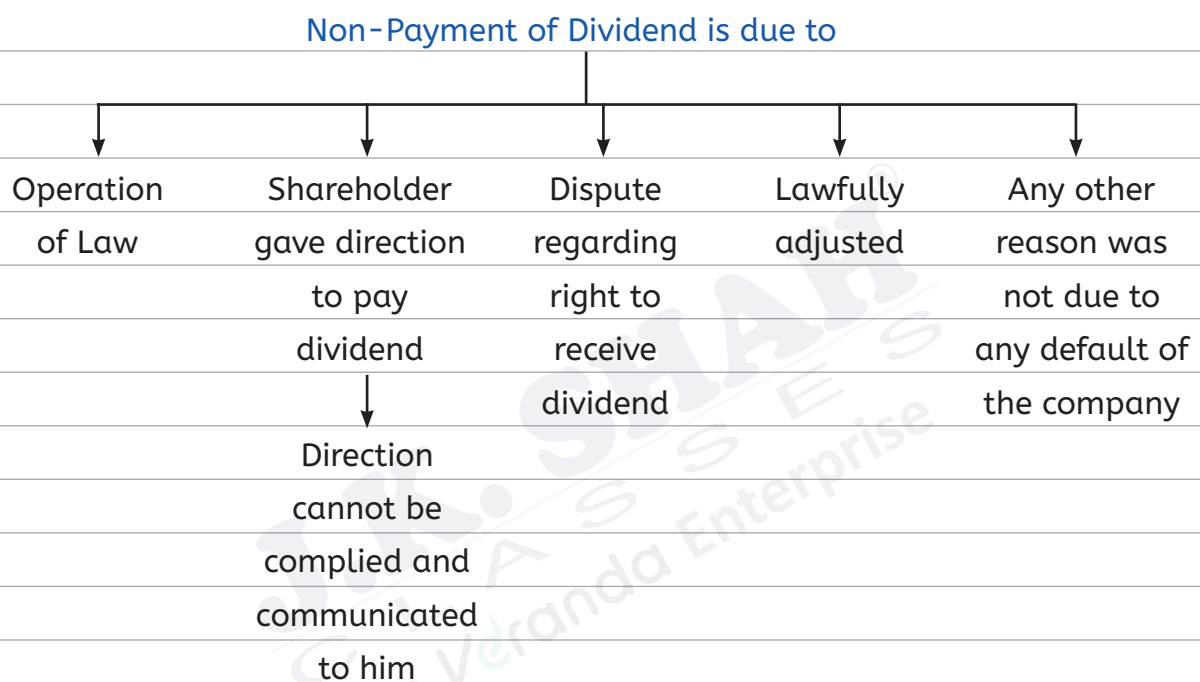 Non-Payment of Dividend is due to
Operation
of Law
Shareholder
gave direction
to pay
dividend
Direction
cannot be
complied and
communicated
to him
Dispute
regarding
right to
receive
dividend
Lawfully
adjusted
Any other
reason was
not due to
any default of
the company
J.K. SHAH®
CLASSES
Veranda Enterprise